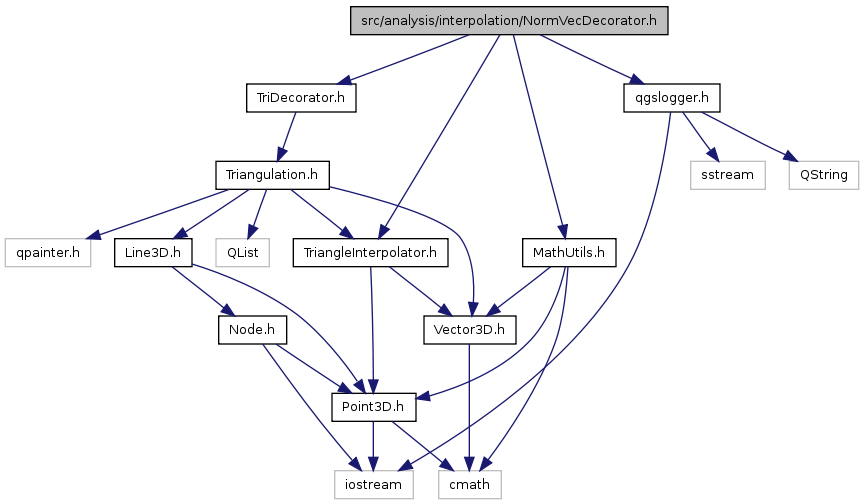 src/analysis/interpolation/NormVecDecorator.h
TriDecorator.h
qgslogger.h
Triangulation.h
sstream
QString
qpainter.h
Line3D.h
QList
TriangleInterpolator.h
MathUtils.h
Node.h
Vector3D.h
Point3D.h
iostream
cmath